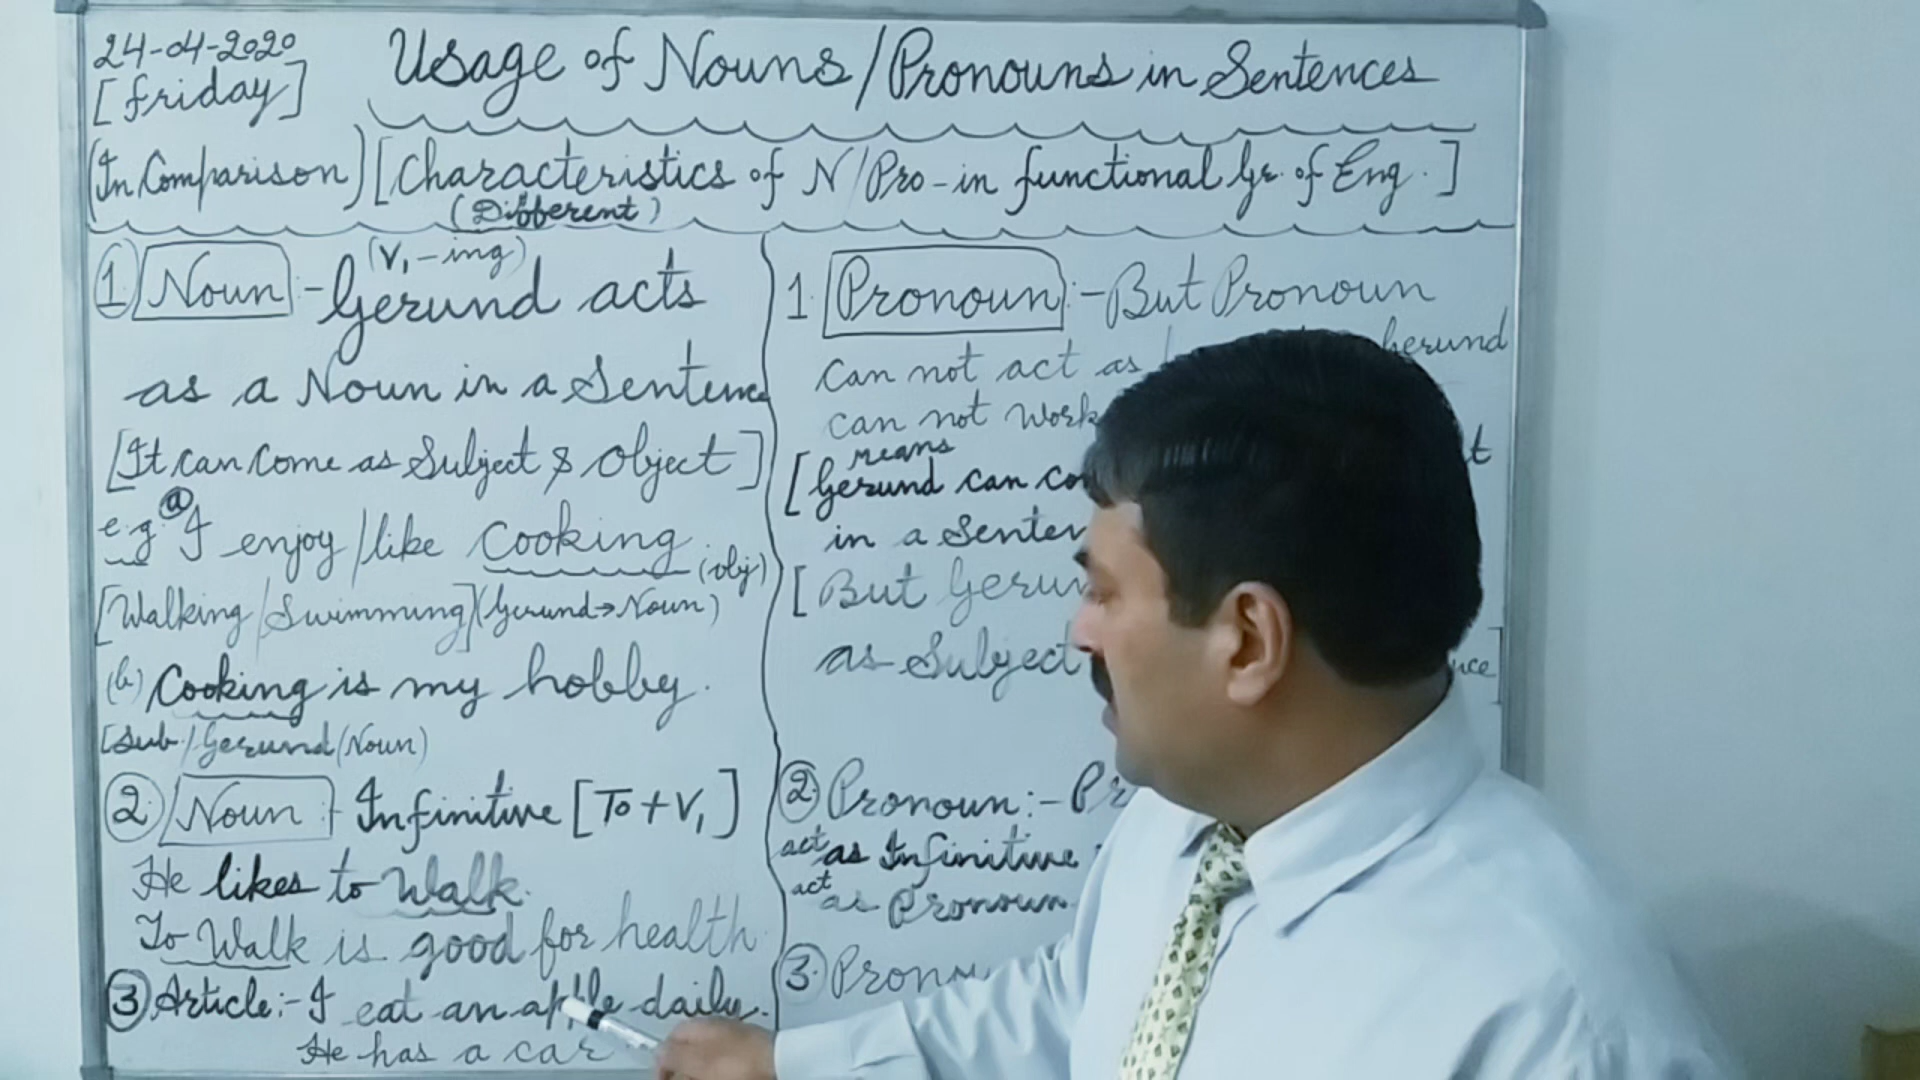 24-04-2020
[Friday]
Usage of Nouns/Pronouns in Sentences
(In Comparison) [Characteristics of N/Pro-in functional Gr. of Eng.]
(Different)
(V1-ing)
1 Noun :- Gerund acts
as a Noun in a Sentence
[It can come as Subject & Object]
e.g. (a) I enjoy/like Cooking.
(obj)
[Walking/Swimming] (Gerund→Noun)
(b) Cooking is my hobby.
[Sub/Gerund (Noun)
2. Noun :- Infinitive [To+V1]
He likes to Walk.
To Walk is good for health
3 Article:- I eat an apple daily.
He has a car
1. Pronoun :- But Pronoun
Can not act as Gerund
can not Work
means
[Gerund can
in a
[But
as Subject
2. Pronoun:-
act as Infinitive
act as Pronoun
3.